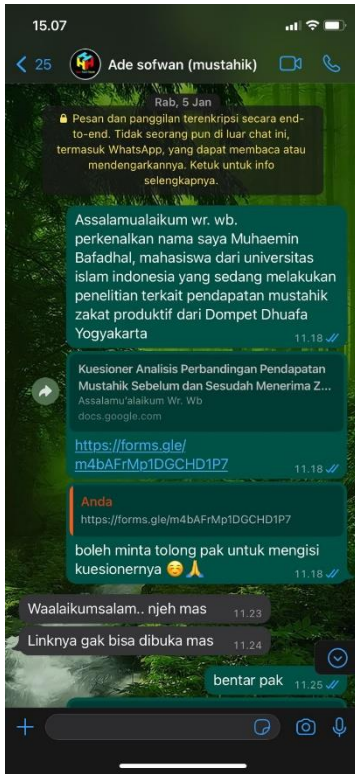 15.07
25
Ade sofwan (mustahik)
Rab, 5 Jan
Pesan dan panggilan terenkripsi secara end-
to-end. Tidak seorang pun di luar chat ini,
termasuk WhatsApp, yang dapat membaca atau
mendengarkannya. Ketuk untuk info
selengkapnya.
Assalamualaikum wr. wb.
perkenalkan nama saya Muhaemin
Bafadhal, mahasiswa dari universitas
islam indonesia yang sedang melakukan
penelitian terkait pendapatan mustahik
zakat produktif dari Dompet Dhuafa
Yogyakarta
11.18
Kuesioner Analisis Perbandingan Pendapatan
Mustahik Sebelum dan Sesudah Menerima Z...
Assalamu'alaikum Wr. Wb
docs.google.com
https://forms.gle/
m4bAFrMp1DGCHD1P7
11.18
Anda
https://forms.gle/m4bAFrMp1DGCHD1P7
boleh minta tolong pak untuk mengisi
kuesionernya
11.18
Waalaikumsalam.. njeh mas
11.23
Linknya gak bisa dibuka mas
11.24
bentar pak
11.25